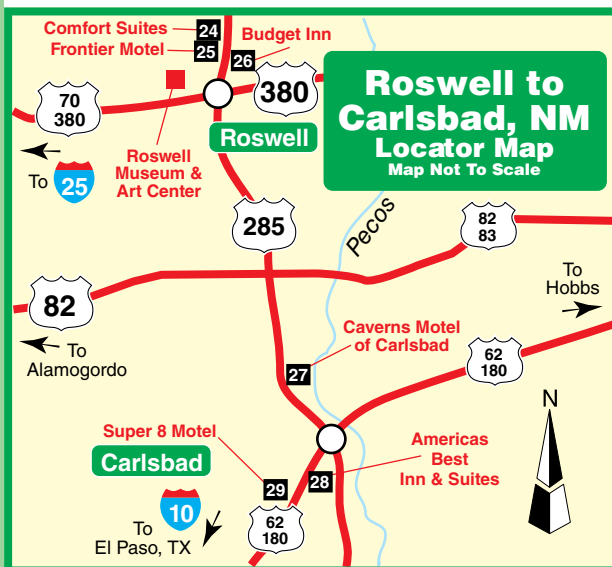 Comfort Suites
24
Frontier Motel
25
26
Budget Inn
Roswell to
Carlsbad, NM
Locator Map
Map Not To Scale
70
380
380
Roswell
Roswell
Museum &
Art Center
To
25
285
Pecos
82
83
82
To
Hobbs
To
Alamogordo
Caverns Motel
of Carlsbad
27
62
180
N
Super 8 Motel
Carlsbad
Americas
Best
Inn & Suites
29
28
10
62
180
To
El Paso, TX